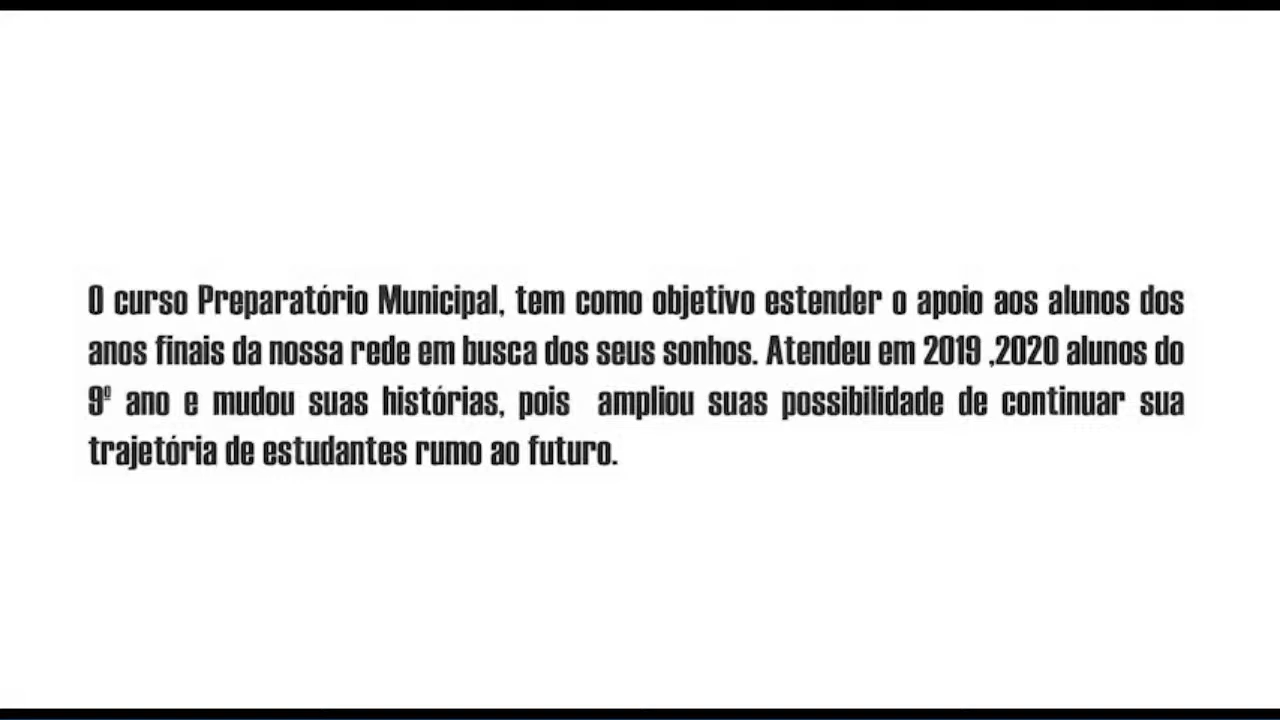 O curso Preparatório Municipal, tem como objetivo estender o apoio aos alunos dos
anos finais da nossa rede em busca dos seus sonhos. Atendeu em 2019 ,2020 alunos do
9º ano e mudou suas histórias, pois ampliou suas possibilidade de continuar sua
trajetória de estudantes rumo ao futuro.